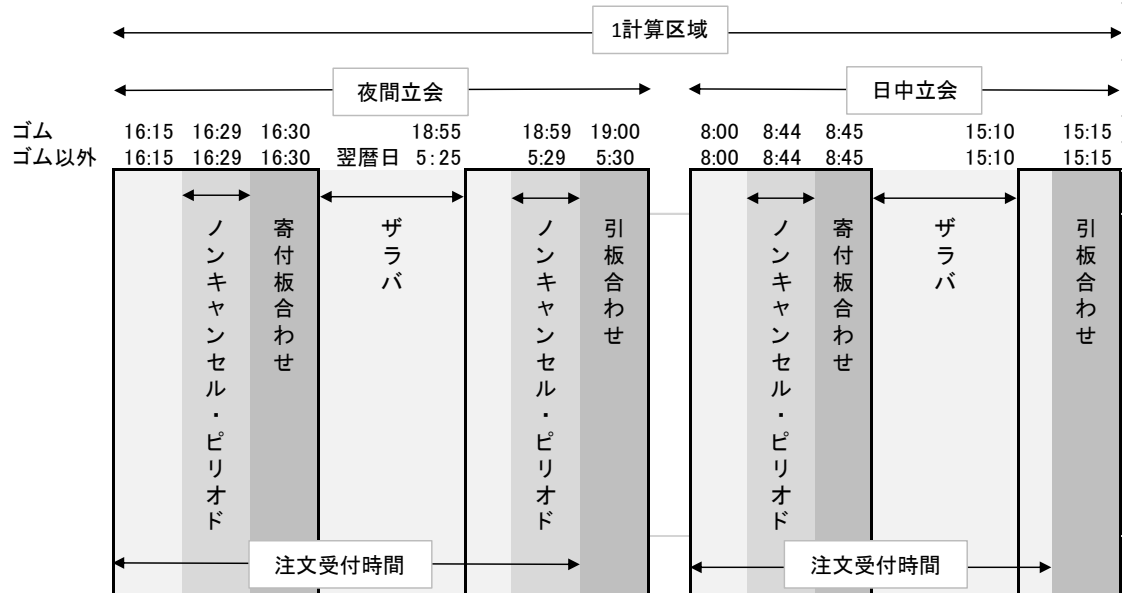 1計算区域
夜間立会
日中立会
ゴム 16:15 16:29 16:30 18:55 18:59 19:00 8:00 8:44 8:45 15:10 15:15
ゴム以外 16:15 16:29 16:30 翌暦日 5:25 5:29 5:30 8:00 8:44 8:45 15:10 15:15
ノンキャンセル・ピリオド
寄付板合わせ
ザラバ
ノンキャンセル・ピリオド
引板合わせ
ノンキャンセル・ピリオド
寄付板合わせ
ザラバ
引板合わせ
注文受付時間
注文受付時間